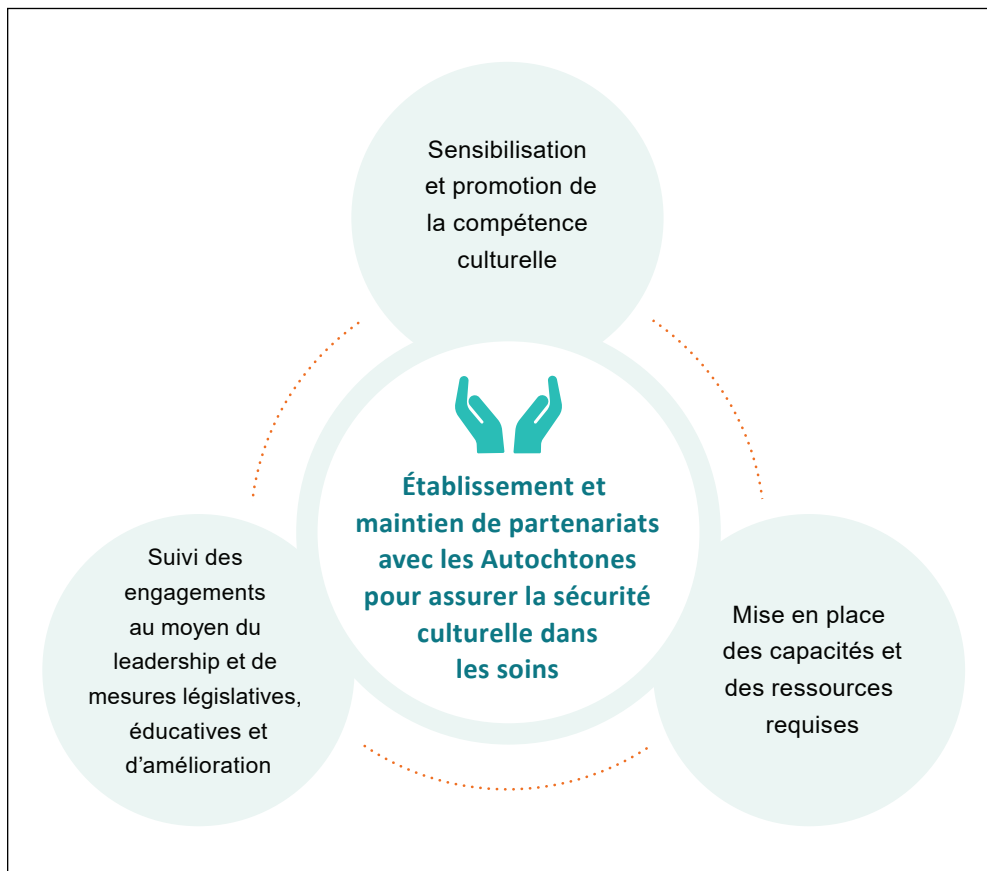 Sensibilisation
et promotion de
la compétence
culturelle
Établissement et
maintien de partenariats
avec les Autochtones
pour assurer la sécurité
culturelle dans
les soins
Suivi des
engagements
au moyen du
leadership et de
mesures législatives,
éducatives et
d’amélioration
Mise en place
des capacités et
des ressources
requises